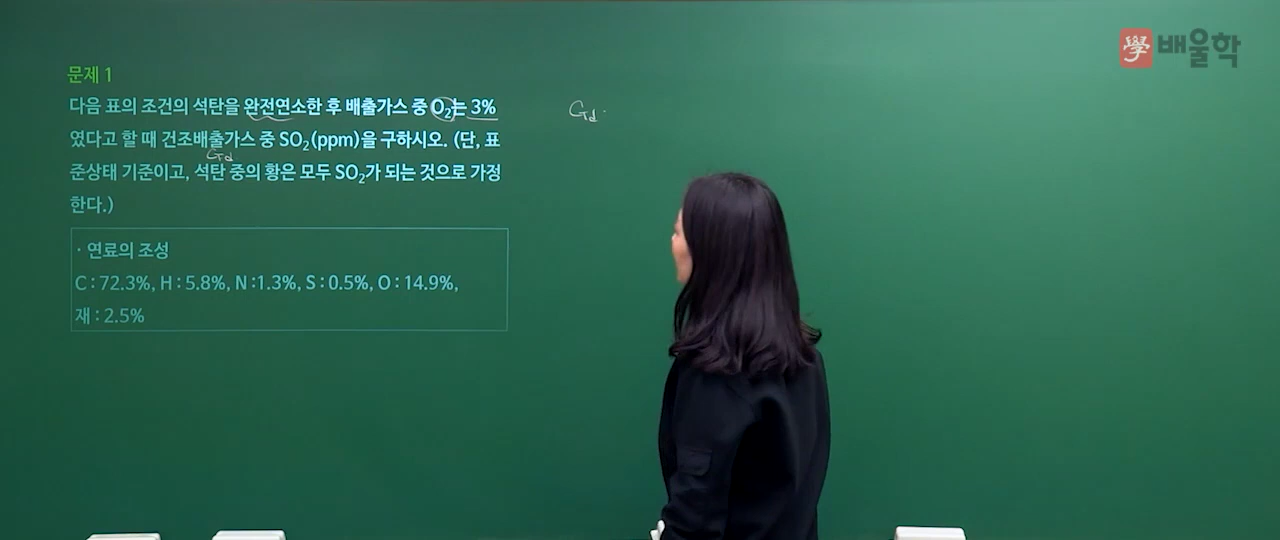 學 배울학
문제 1
다음 표의 조건의 석탄을 완전연소한 후 배출가스 중 O₂는 3%
Gd
였다고 할 때 건조배출가스 중 SO₂(ppm)을 구하시오. (단, 표
Gd
준상태 기준이고, 석탄 중의 황은 모두 SO₂가 되는 것으로 가정
한다.)
· 연료의 조성
C : 72.3%, H : 5.8%, N :1.3%, S : 0.5%, O : 14.9%,
재 : 2.5%